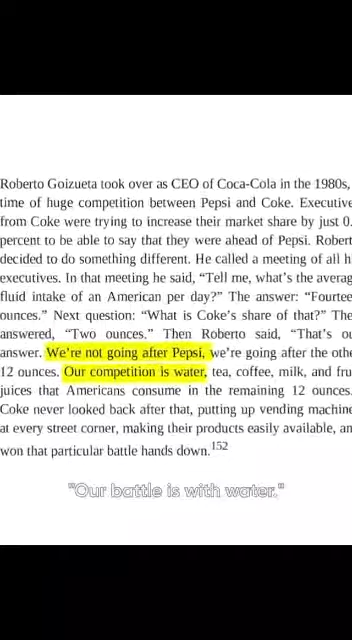 Roberto Goizueta took over as CEO of Coca-Cola in the 1980s,
time of huge competition between Pepsi and Coke. Executive
from Coke were trying to increase their market share by just 0.
percent to be able to say that they were ahead of Pepsi. Robert
decided to do something different. He called a meeting of all h
executives. In that meeting he said, “Tell me, what’s the averag
fluid intake of an American per day?” The answer: “Fourtee
ounces.” Next question: “What is Coke’s share of that?” The
answered, “Two ounces.” Then Roberto said, “That’s ou
answer. We’re not going after Pepsi, we’re going after the othe
12 ounces. Our competition is water, tea, coffee, milk, and fru
juices that Americans consume in the remaining 12 ounces.
Coke never looked back after that, putting up vending machine
at every street corner, making their products easily available, an
won that particular battle hands down.152
"Our battle is with water."